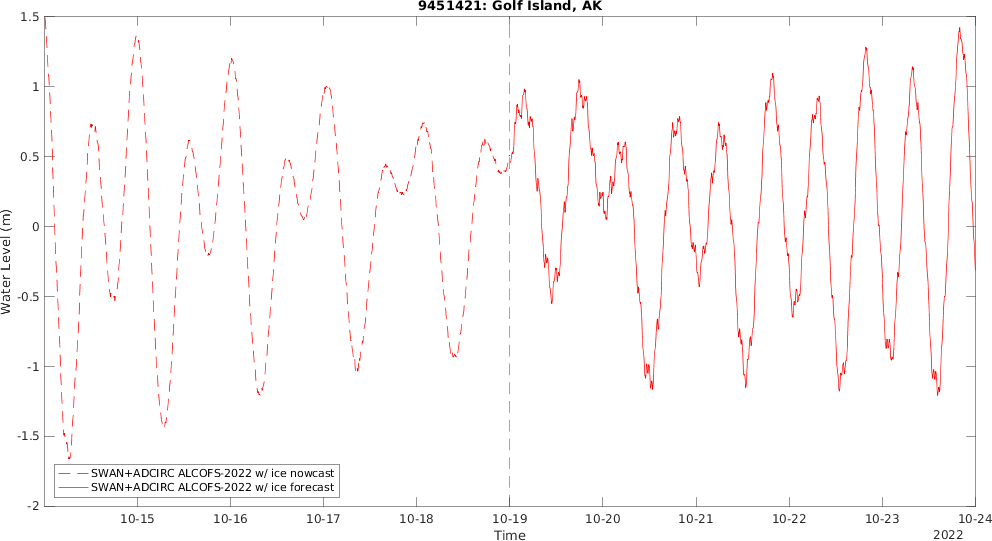 9451421: Golf Island, AK
Water Level (m)
1.5
1
0.5
0
-0.5
-1
-1.5
-2
SWAN+ADCIRC ALCOFS-2022 w/ ice nowcast
SWAN+ADCIRC ALCOFS-2022 w/ ice forecast
10-15 10-16 10-17 10-18 10-19 10-20 10-21 10-22 10-23 10-24
Time
2022